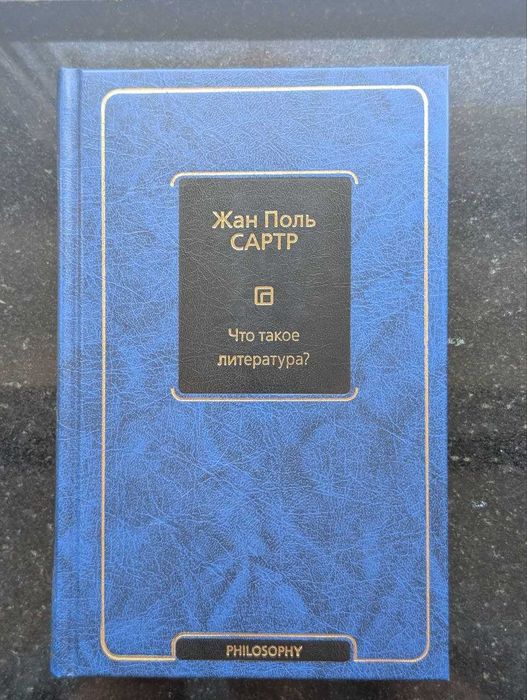 Жан Поль
САРТР
Что такое
литература?
PHILOSOPHY